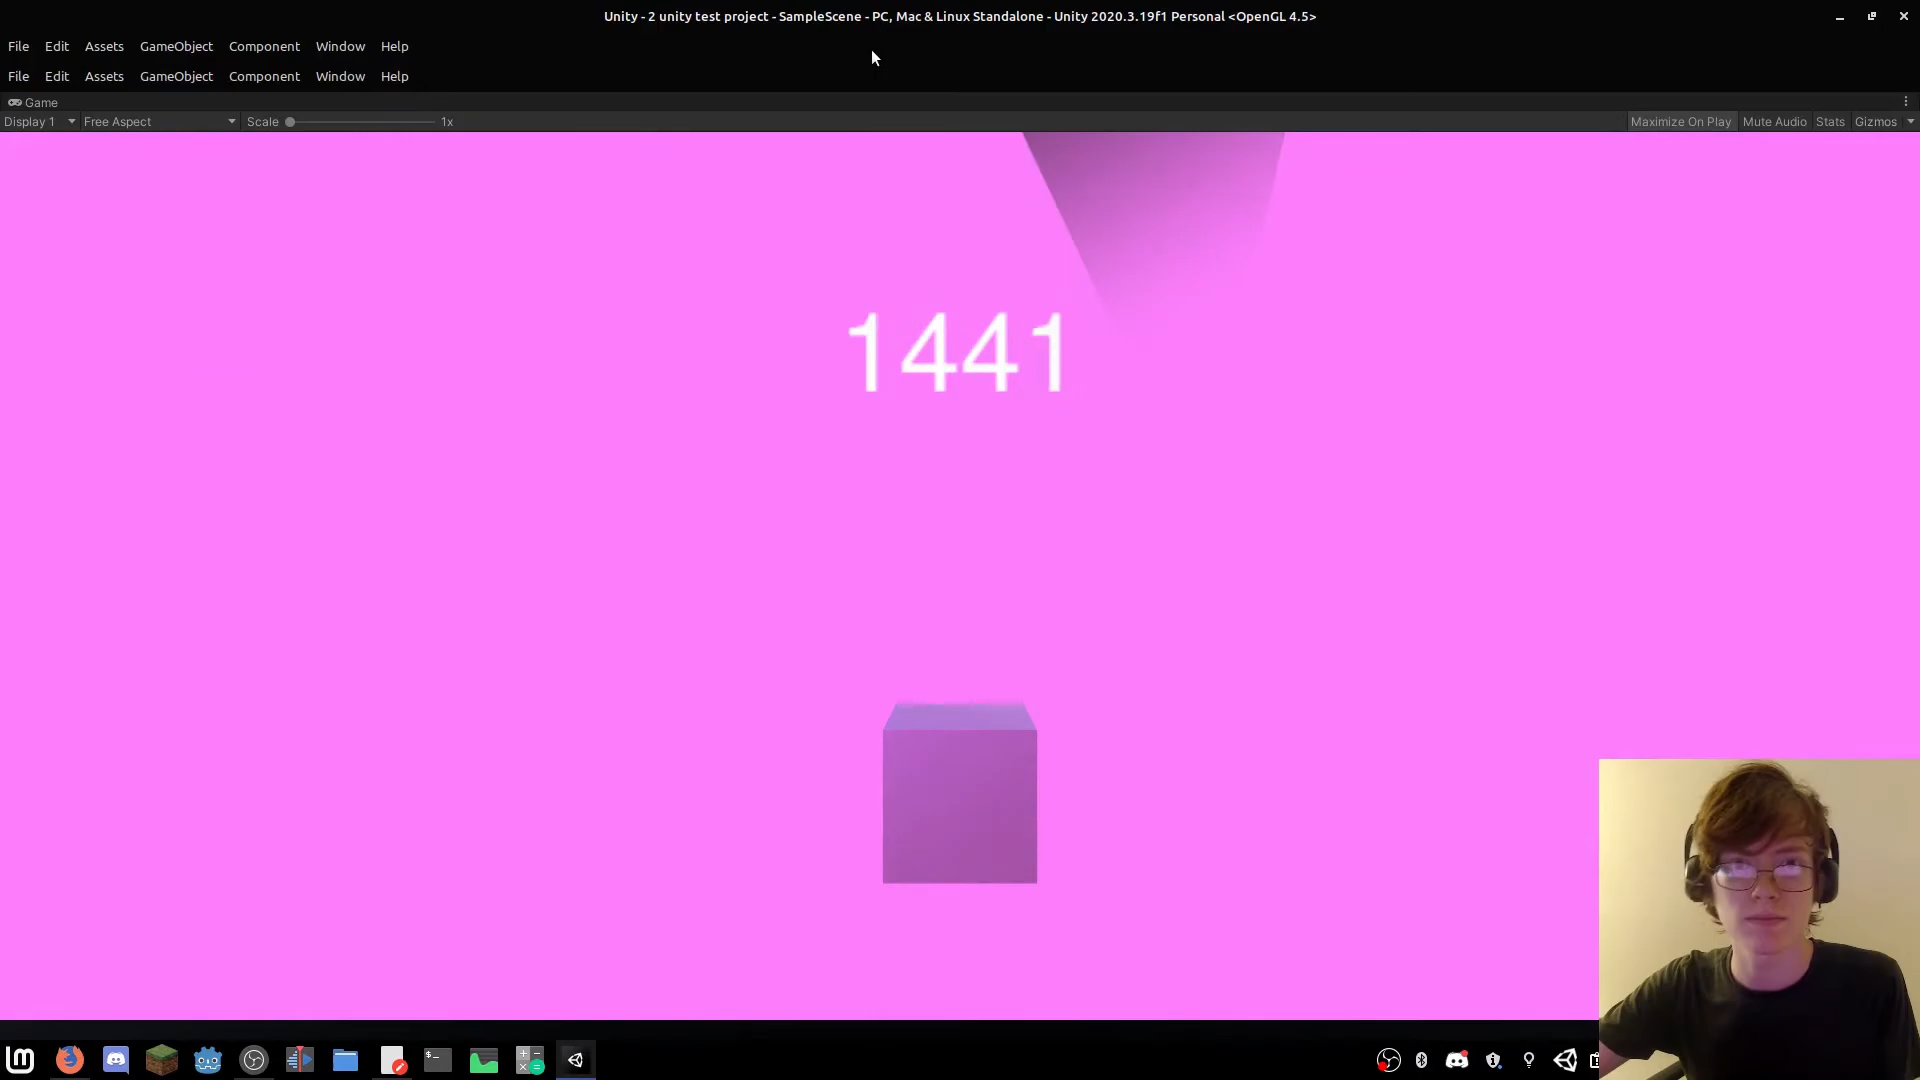 Unity - 2 unity test project - SampleScene - PC, Mac & Linux Standalone - Unity 2020.3.19f1 Personal <OpenGL 4.5>
File Edit Assets GameObject Component Window Help
File Edit Assets GameObject Component Window Help
Game
Display 1 Free Aspect Scale 1x Maximize On Play Mute Audio Stats Gizmos
1441